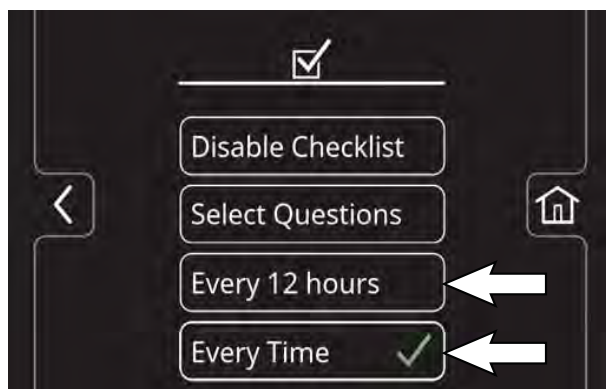 Disable Checklist
Select Questions
Every 12 hours
Every Time